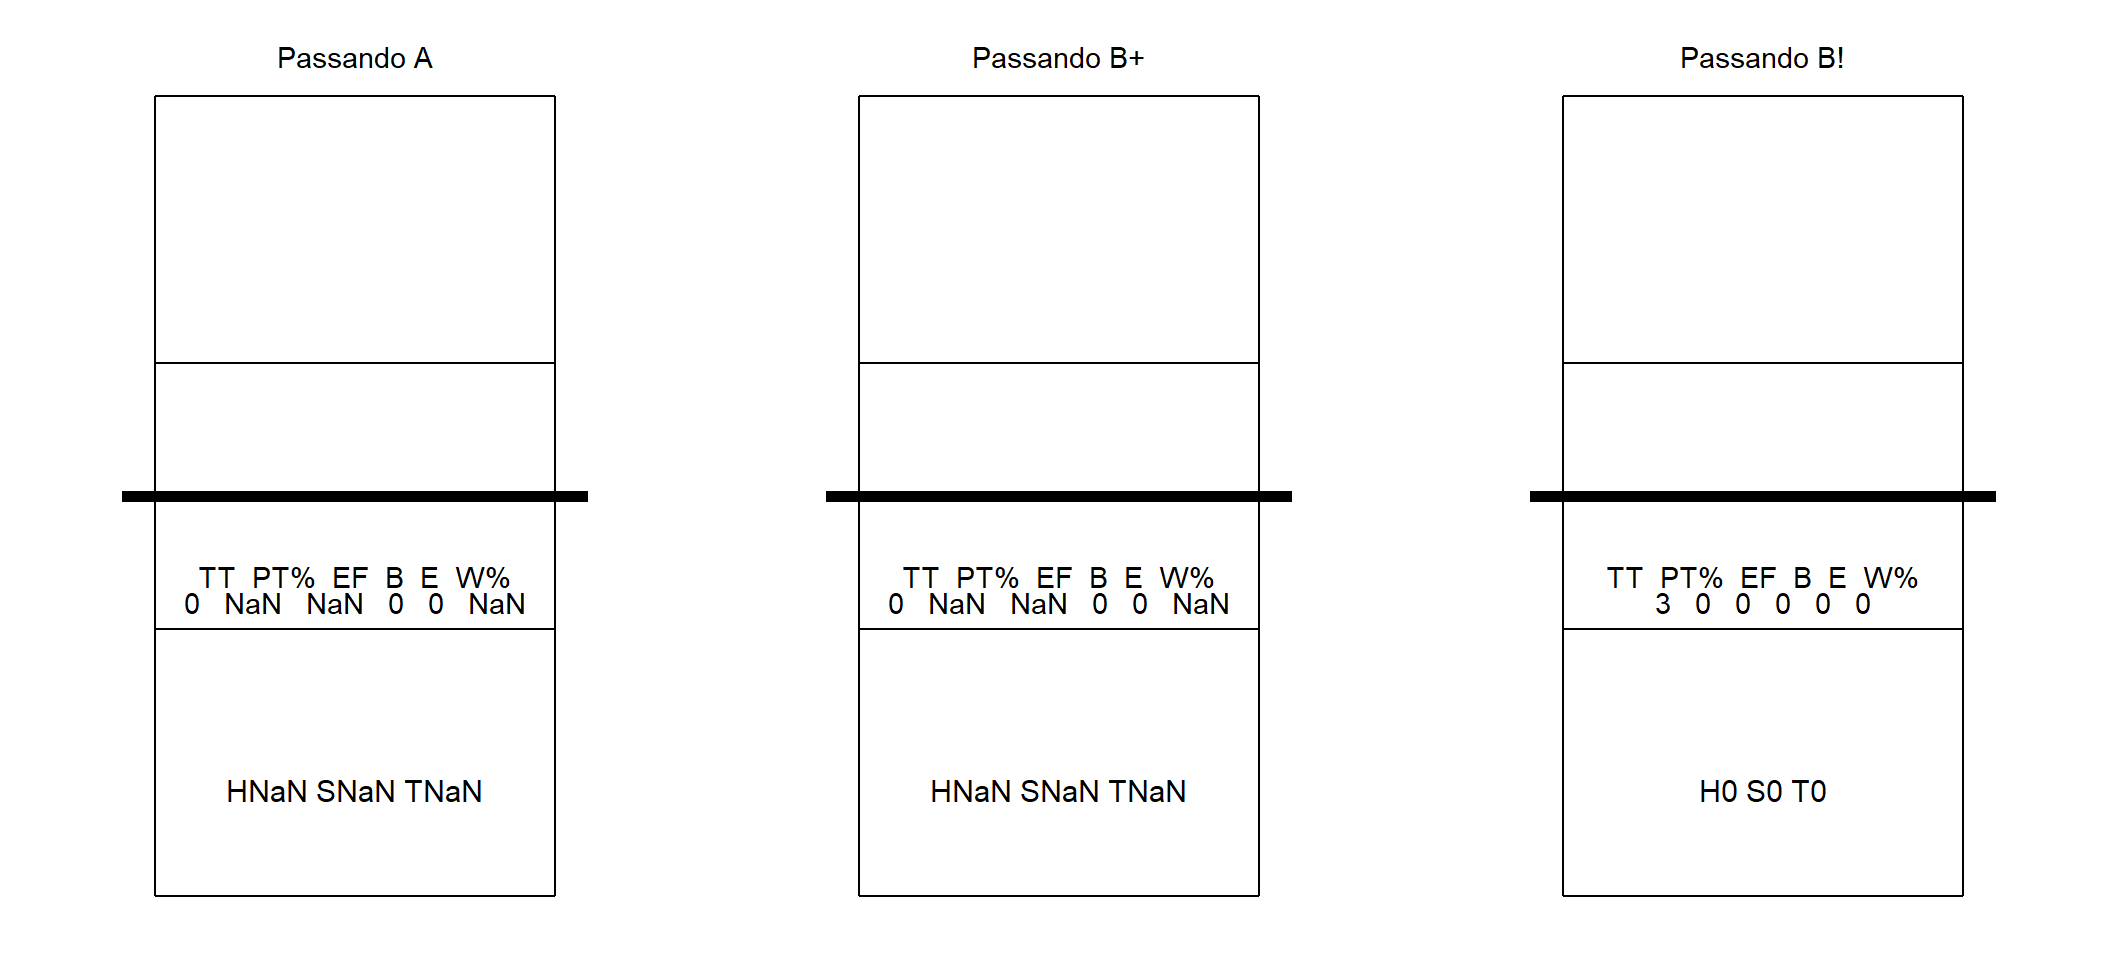 Passando A
TT PT% EF B E W%
0 NaN NaN 0 0 NaN
HNaN SNaN TNaN
Passando B+
TT PT% EF B E W%
0 NaN NaN 0 0 NaN
HNaN SNaN TNaN
Passando B!
TT PT% EF B E W%
3 0 0 0 0 0
H0 S0 T0